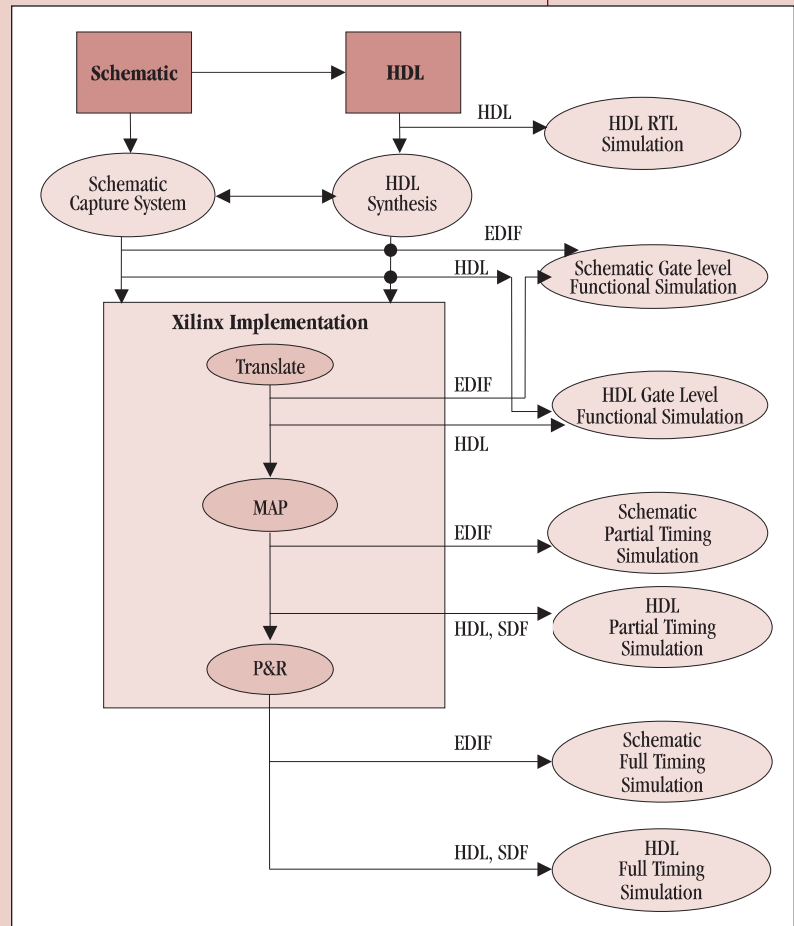 Schematic
HDL
HDL
HDL RTL
Simulation
Schematic
Capture System
HDL
Synthesis
EDIF
HDL
Schematic Gate level
Functional Simulation
Xilinx Implementation
Translate
EDIF
HDL Gate Level
Functional Simulation
HDL
MAP
EDIF
Schematic
Partial Timing
Simulation
HDL, SDF
HDL
Partial Timing
Simulation
P&R
EDIF
Schematic
Full Timing
Simulation
HDL, SDF
HDL
Full Timing
Simulation